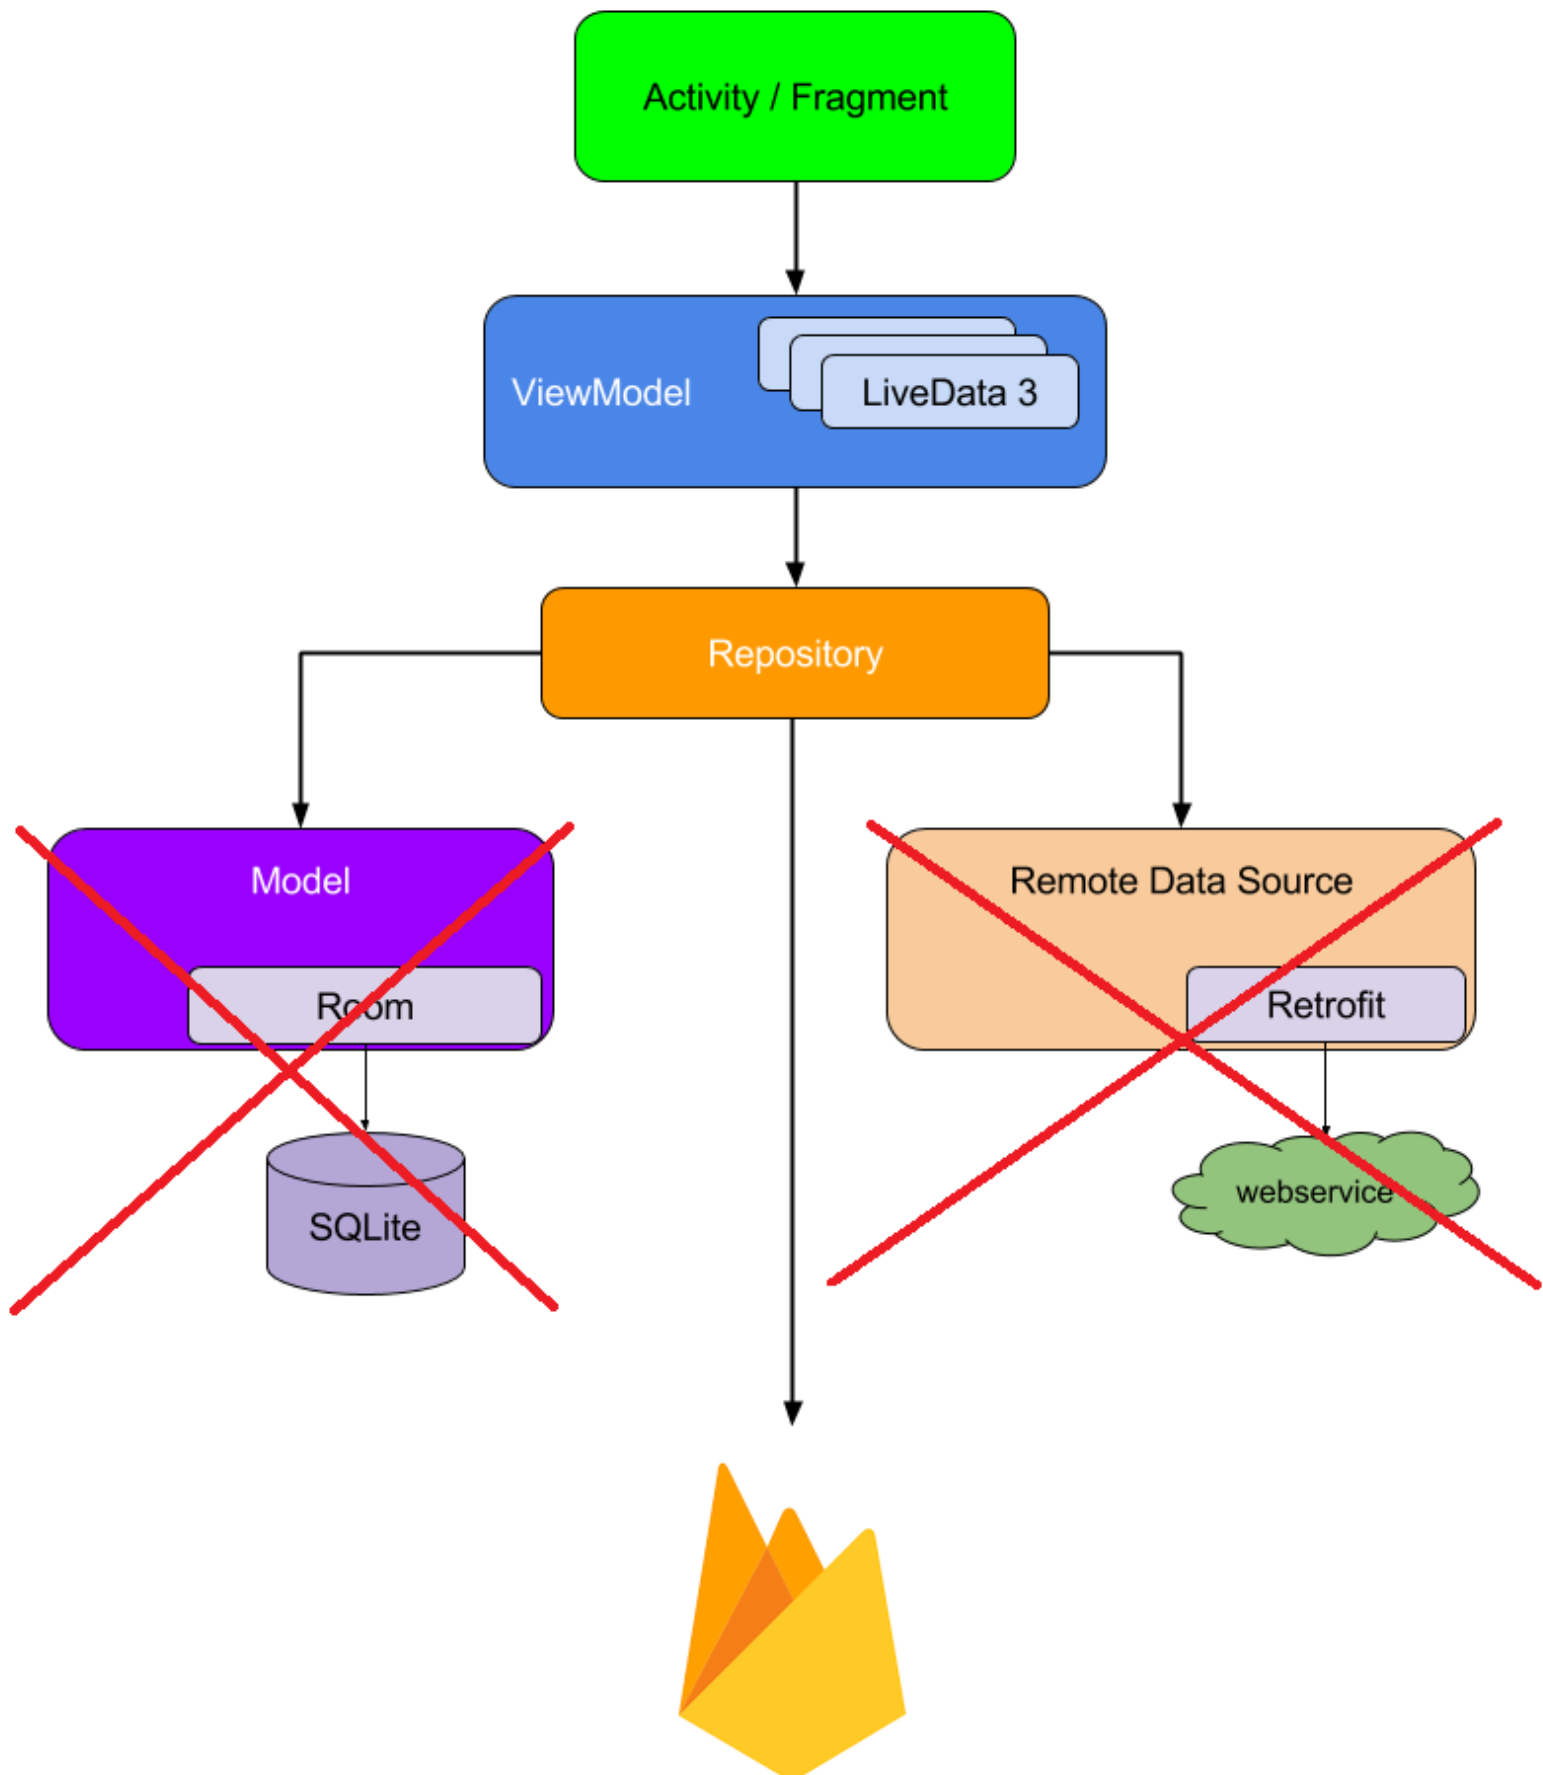 Activity / Fragment
ViewModel
LiveData 3
Repository
Model
Remote Data Source
Room
Retrofit
SQLite
webservice